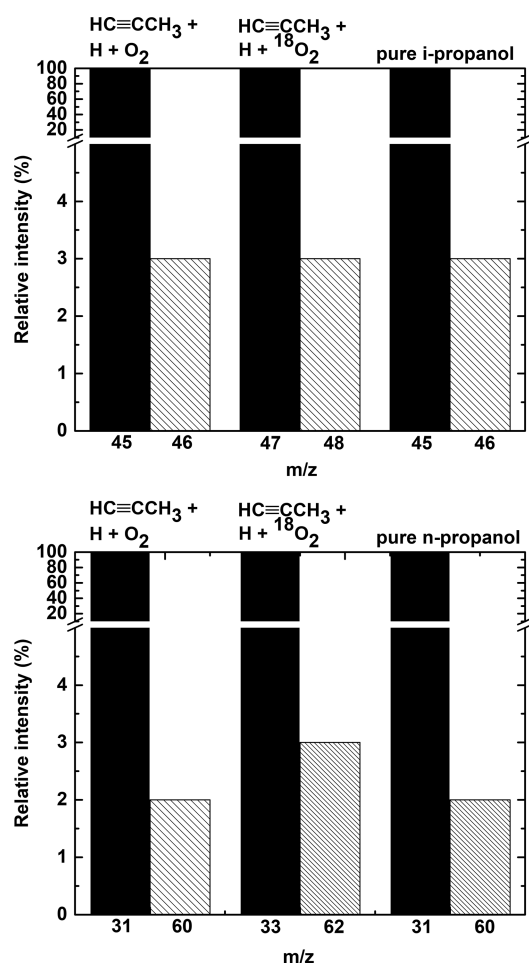 HC≡CCH₃ + HC≡CCH₃ +
H + O₂ H + ¹⁸O₂ pure i-propanol
100
80
60
40
20
4
3
2
1
0
Relative intensity (%)
45 46 47 48 45 46
m/z
HC≡CCH₃ + HC≡CCH₃ +
H + O₂ H + ¹⁸O₂ pure n-propanol
100
80
60
40
20
4
3
2
1
0
Relative intensity (%)
31 60 33 62 31 60
m/z